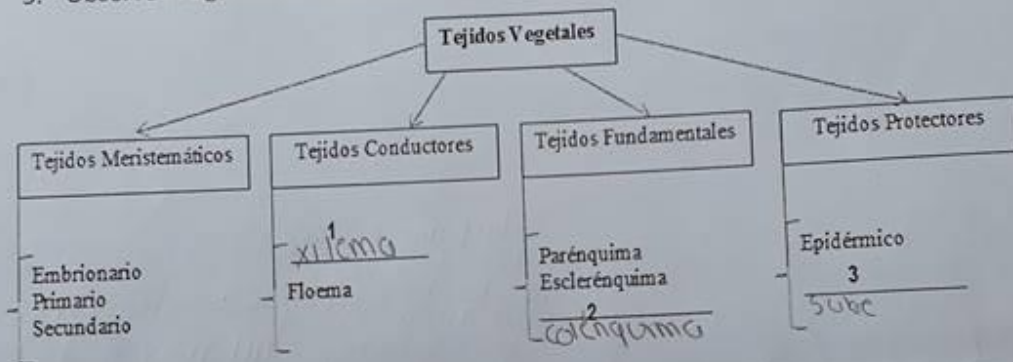 Tejidos Vegetales
Tejidos Meristemáticos
Embrionario
Primario
Secundario
Tejidos Conductores
1
xilema
Floema
Tejidos Fundamentales
Parénquima
Esclerénquima
2
colénquima
Tejidos Protectores
Epidérmico
3